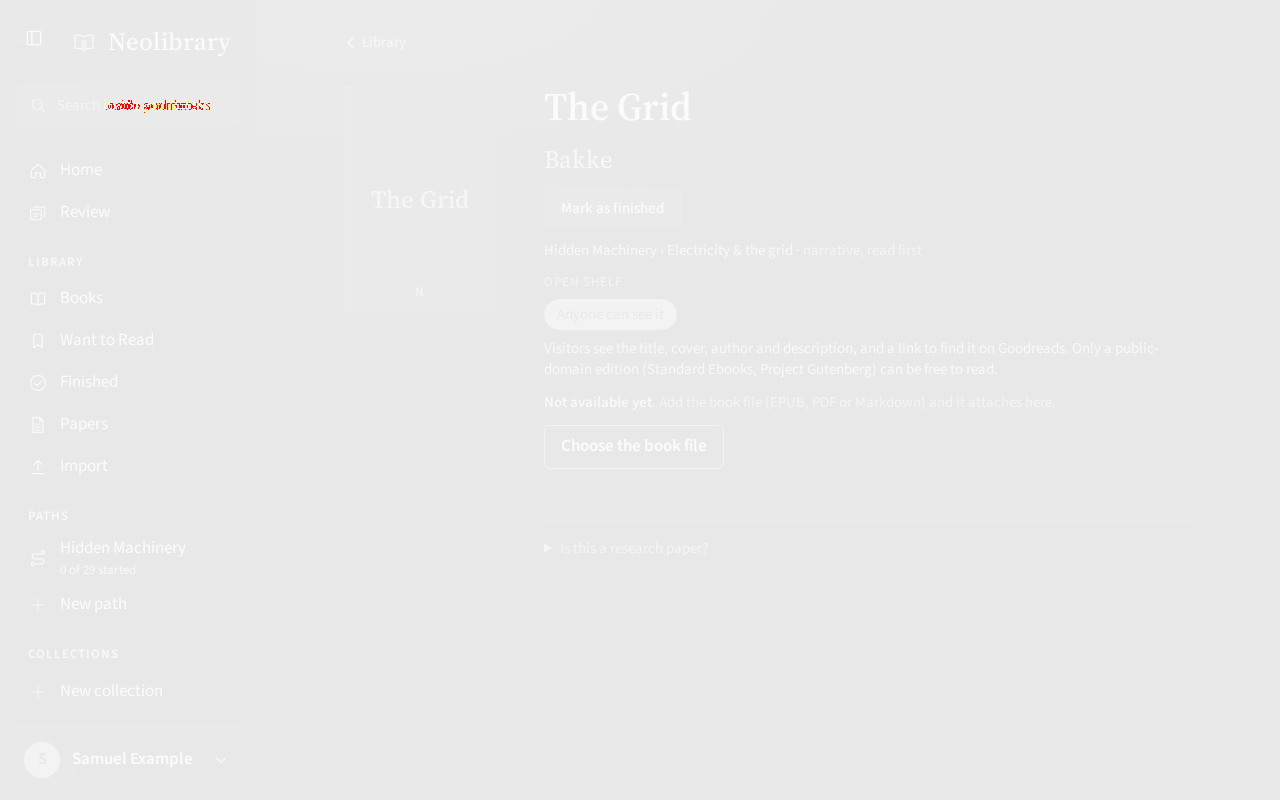 Neolibrary
Search
Home
Review
LIBRARY
Books
Want to Read
Finished
Papers
Import
PATHS
Hidden Machinery
0 of 29 started
New path
COLLECTIONS
New collection
S
Samuel Example
Library
The Grid
N
The Grid
Bakke
Mark as finished
Hidden Machinery › Electricity & the grid · narrative, read first
OPEN SHELF
Anyone can see it
Visitors see the title, cover, author and description, and a link to find it on Goodreads. Only a public-
domain edition (Standard Ebooks, Project Gutenberg) can be free to read.
Not available yet. Add the book file (EPUB, PDF or Markdown) and it attaches here.
Choose the book file
Is this a research paper?